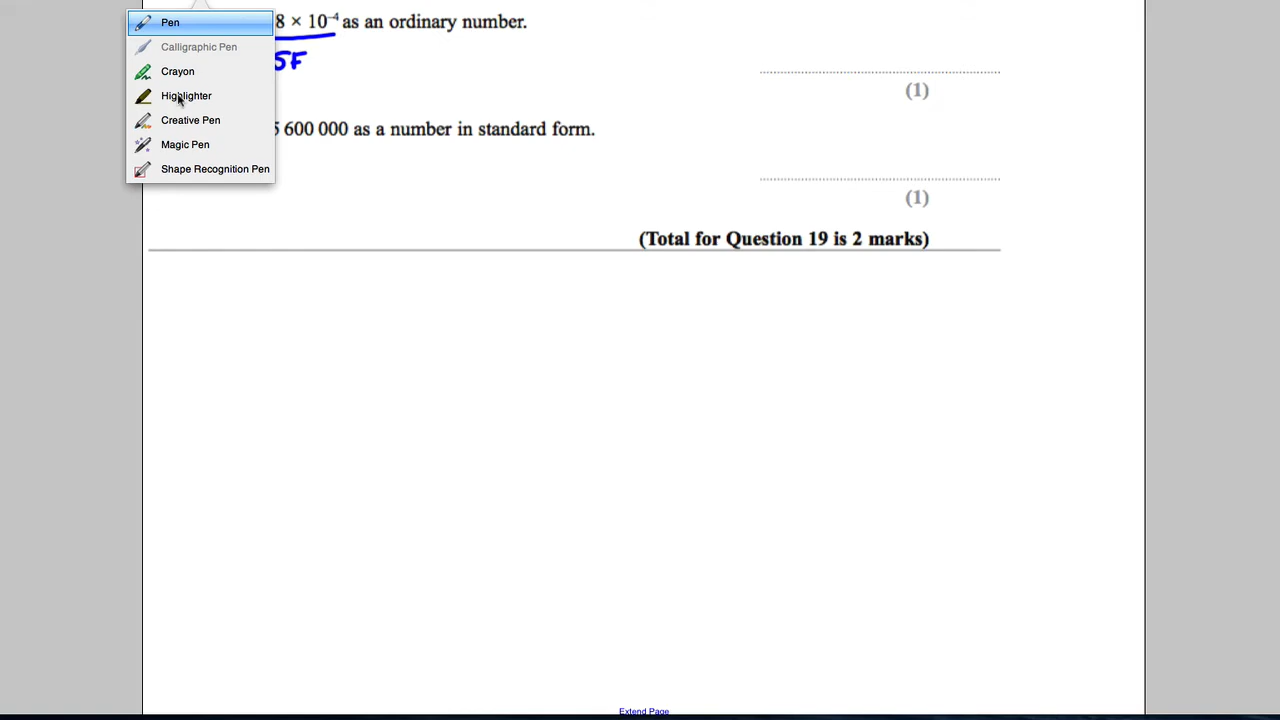 Pen
8 × 10⁻⁴ as an ordinary number.
Calligraphic Pen
SF
Crayon
(1)
Highlighter
Creative Pen
5 600 000 as a number in standard form.
Magic Pen
Shape Recognition Pen
(1)
(Total for Question 19 is 2 marks)
Extend Page